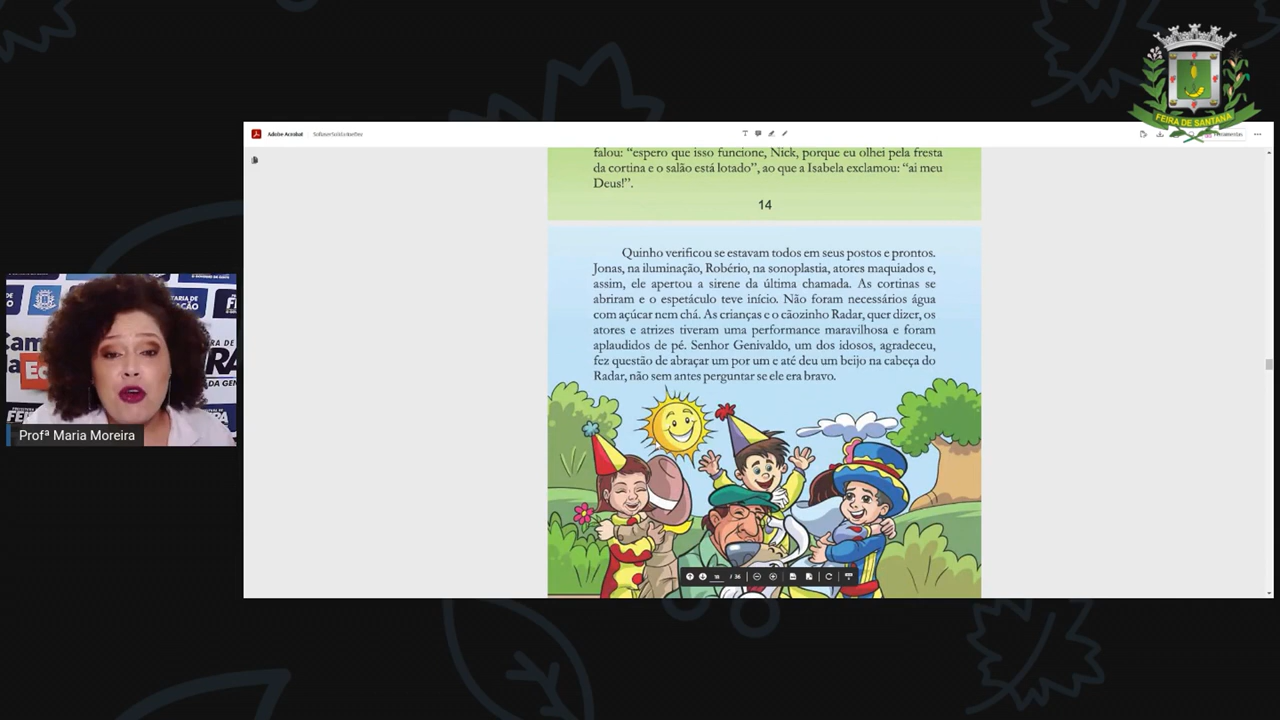 FEIRA DE SANTANA
Adobe Acrobat
Ferramentas
falou: “espero que isso funcione, Nick, porque eu olhei pela fresta
da cortina e o salão está lotado”, ao que a Isabela exclamou: “ai meu
Deus!”.
14
Quinho verificou se estavam todos em seus postos e prontos.
Jonas, na iluminação, Robério, na sonoplastia, atores maquiados e,
assim, ele apertou a sirene da última chamada. As cortinas se
abriram e o espetáculo teve início. Não foram necessários água
com açúcar nem chá. As crianças e o cãozinho Radar, quer dizer, os
atores e atrizes tiveram uma performance maravilhosa e foram
aplaudidos de pé. Senhor Genivaldo, um dos idosos, agradeceu,
fez questão de abraçar um por um e até deu um beijo na cabeça do
Radar, não sem antes perguntar se ele era bravo.
18 / 36
Profª Maria Moreira